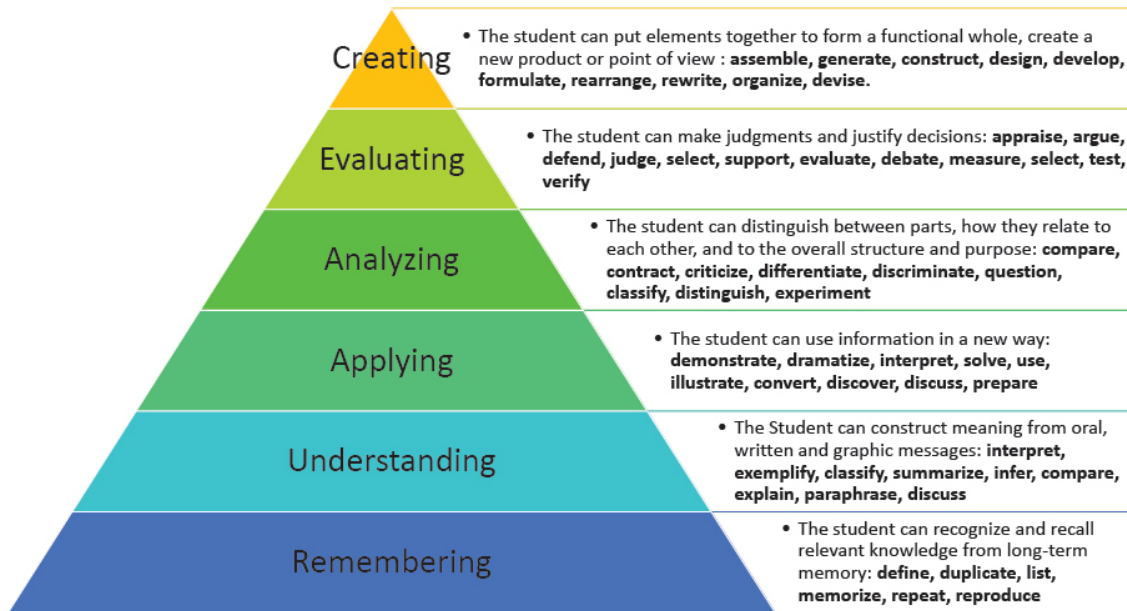 Creating
• The student can put elements together to form a functional whole, create a
new product or point of view : assemble, generate, construct, design, develop,
formulate, rearrange, rewrite, organize, devise.
Evaluating
• The student can make judgments and justify decisions: appraise, argue,
defend, judge, select, support, evaluate, debate, measure, select, test,
verify
Analyzing
• The student can distinguish between parts, how they relate to
each other, and to the overall structure and purpose: compare,
contract, criticize, differentiate, discriminate, question,
classify, distinguish, experiment
Applying
• The student can use information in a new way:
demonstrate, dramatize, interpret, solve, use,
illustrate, convert, discover, discuss, prepare
Understanding
• The Student can construct meaning from oral,
written and graphic messages: interpret,
exemplify, classify, summarize, infer, compare,
explain, paraphrase, discuss
Remembering
• The student can recognize and recall
relevant knowledge from long-term
memory: define, duplicate, list,
memorize, repeat, reproduce